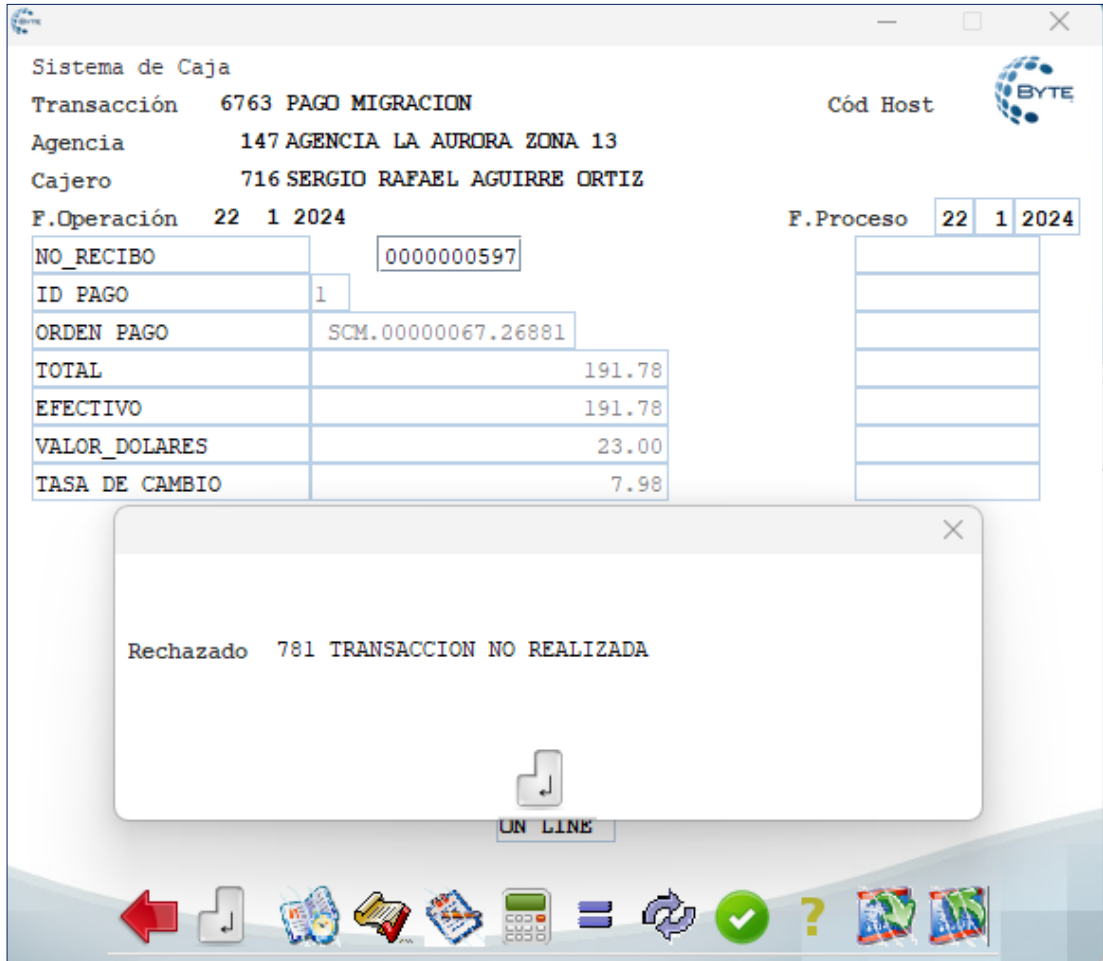 BYTE
Sistema de Caja
BYTE
Transacción 6763 PAGO MIGRACION Cód Host
Agencia 147 AGENCIA LA AURORA ZONA 13
Cajero 716 SERGIO RAFAEL AGUIRRE ORTIZ
F.Operación 22 1 2024 F.Proceso 22 1 2024
NO_RECIBO 0000000597
ID PAGO 1
ORDEN PAGO SCM.00000067.26881
TOTAL 191.78
EFECTIVO 191.78
VALOR_DOLARES 23.00
TASA DE CAMBIO 7.98
Rechazado 781 TRANSACCION NO REALIZADA
ON LINE